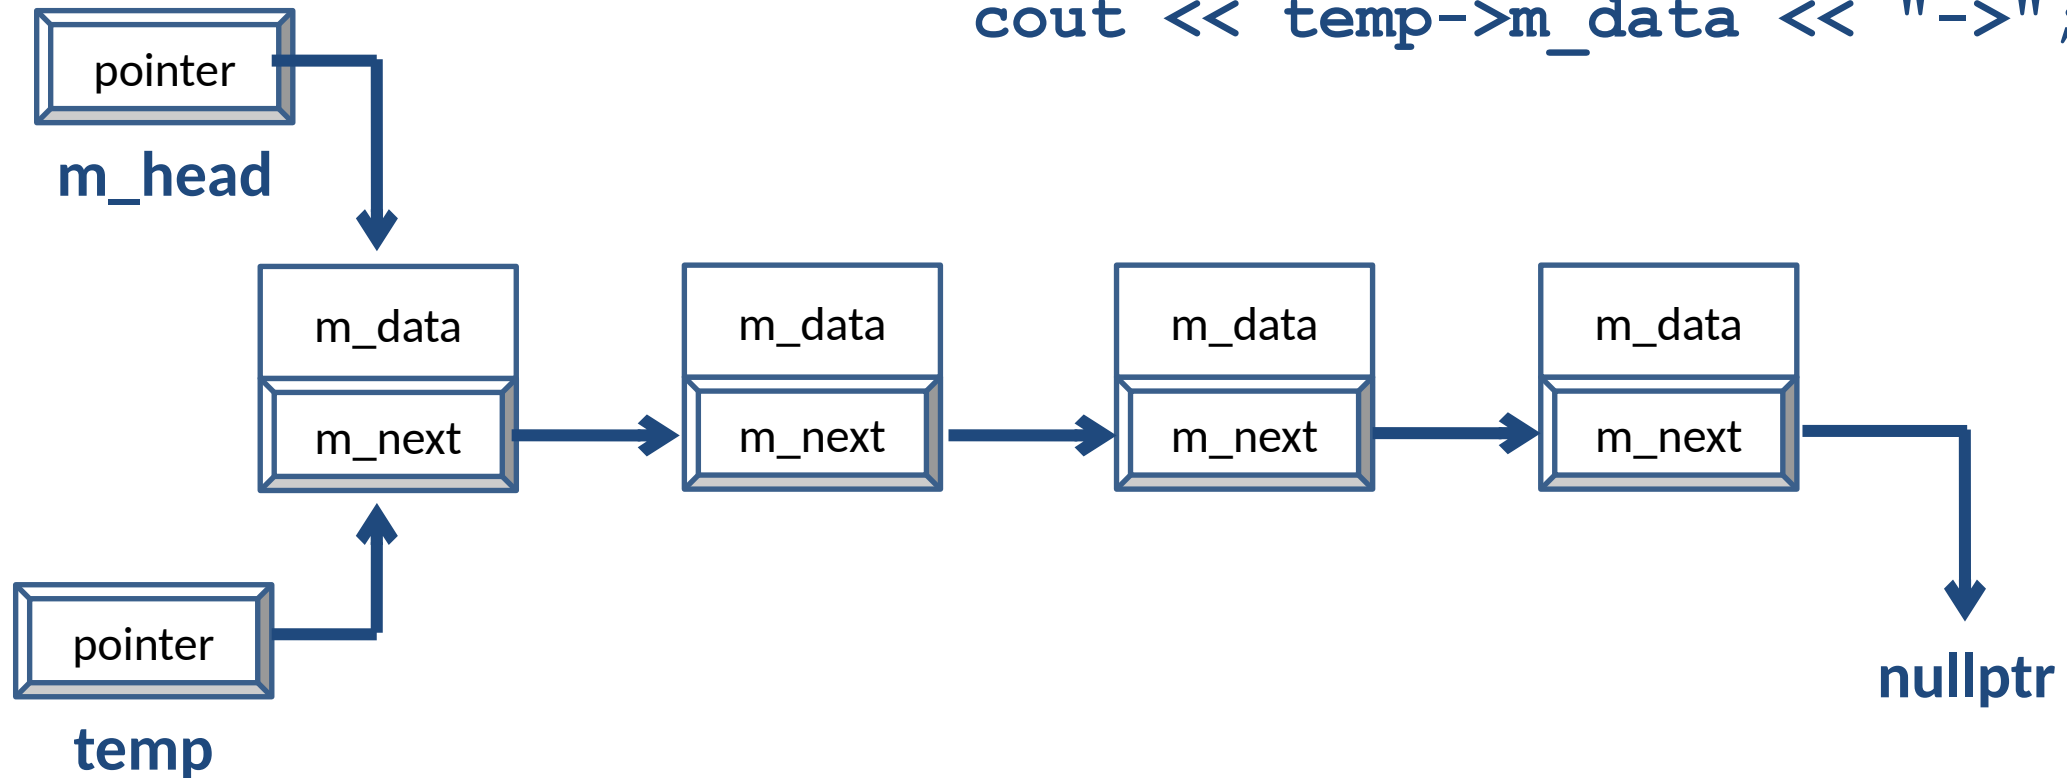 cout << temp->m_data << "->";
pointer
m_head
m_data
m_data
m_data
m_data
m_next
m_next
m_next
m_next
pointer
nullptr
temp